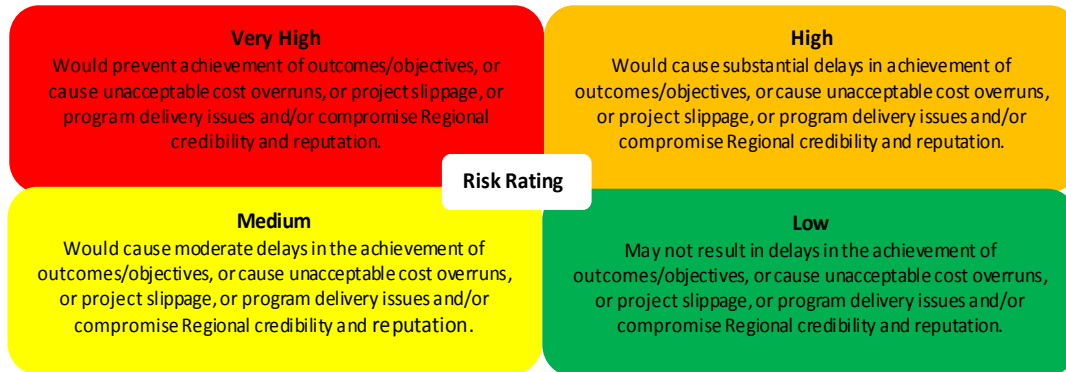 Very High
Would prevent achievement of outcomes/objectives, or
cause unacceptable cost overruns, or project slippage, or
program delivery issues and/or compromise Regional
credibility and reputation.
High
Would cause substantial delays in achievement of
outcomes/objectives, or cause unacceptable cost overruns,
or project slippage, or program delivery issues and/or
compromise Regional credibility and reputation.
Risk Rating
Medium
Would cause moderate delays in the achievement of
outcomes/objectives, or cause unacceptable cost overruns,
or project slippage, or program delivery issues and/or
compromise Regional credibility and reputation.
Low
May not result in delays in the achievement of
outcomes/objectives, or cause unacceptable cost overruns,
or project slippage, or program delivery issues and/or
compromise Regional credibility and reputation.